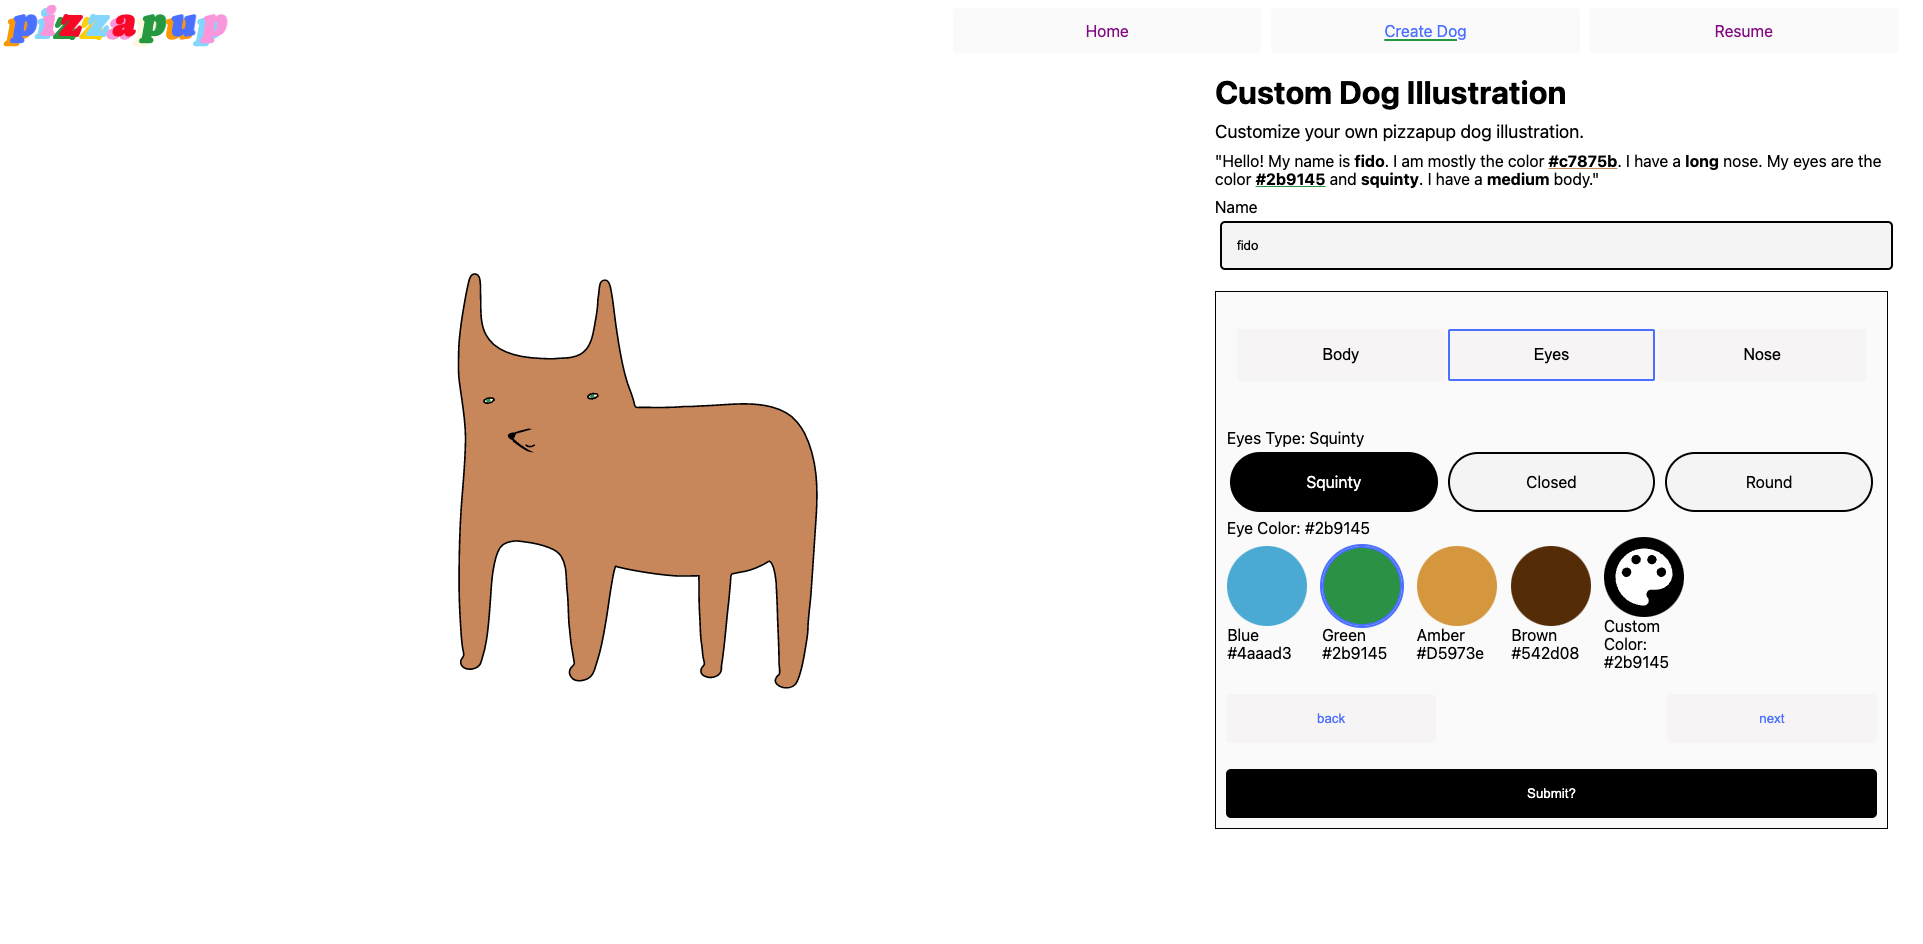 pizzapup
Home
Create Dog
Resume
Custom Dog Illustration
Customize your own pizzapup dog illustration.
"Hello! My name is fido. I am mostly the color #c7875b. I have a long nose. My eyes are the
color #2b9145 and squinty. I have a medium body."
Name
fido
Body
Eyes
Nose
Eyes Type: Squinty
Squinty
Closed
Round
Eye Color: #2b9145
Blue
#4aaad3
Green
#2b9145
Amber
#D5973e
Brown
#542d08
Custom
Color:
#2b9145
back
next
Submit?